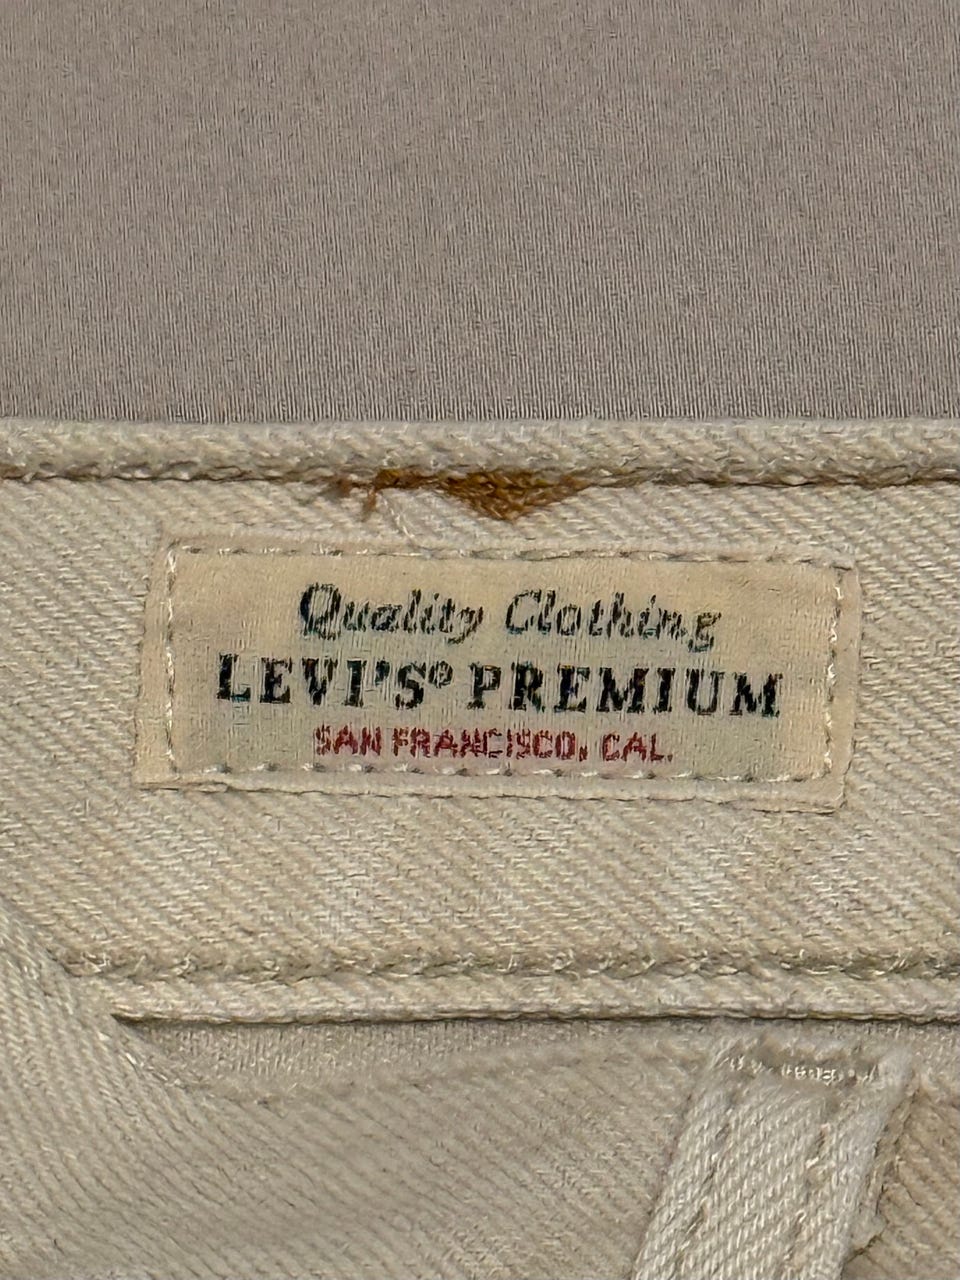 Quality Clothing
LEVI'S® PREMIUM
SAN FRANCISCO, CAL.